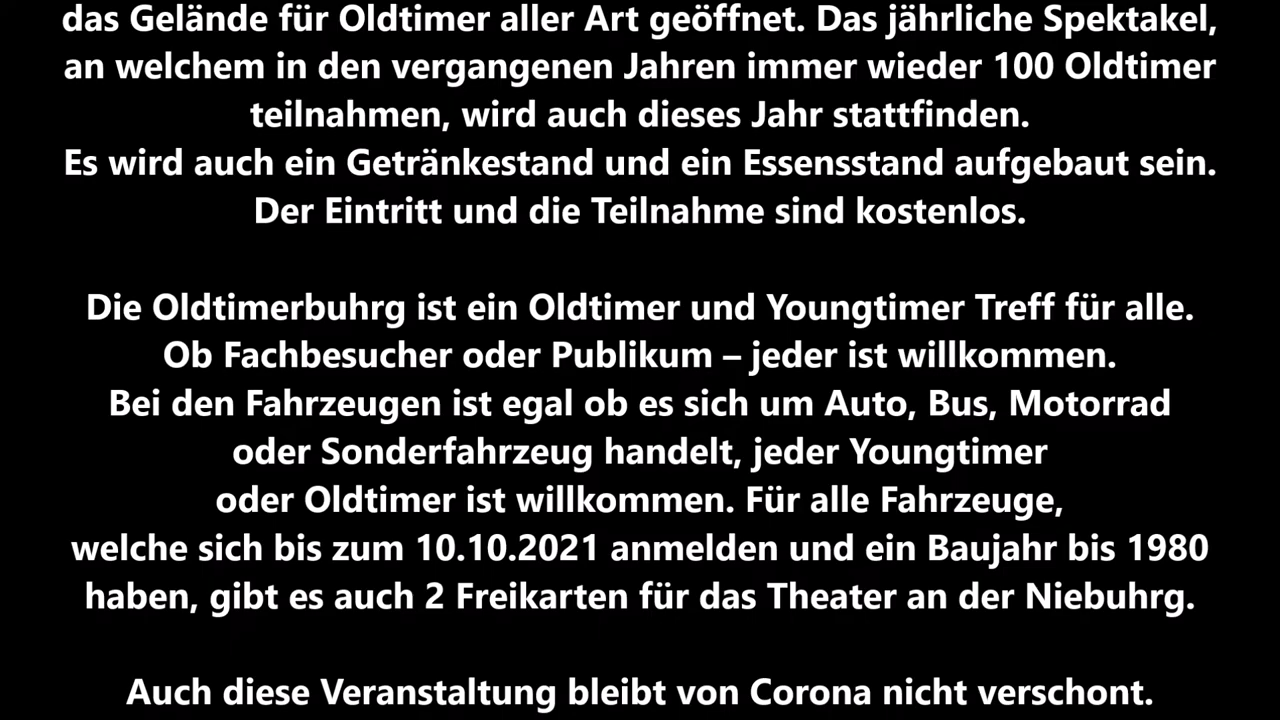 das Gelände für Oldtimer aller Art geöffnet. Das jährliche Spektakel,
an welchem in den vergangenen Jahren immer wieder 100 Oldtimer
teilnahmen, wird auch dieses Jahr stattfinden.
Es wird auch ein Getränkestand und ein Essensstand aufgebaut sein.
Der Eintritt und die Teilnahme sind kostenlos.
Die Oldtimerbuhrg ist ein Oldtimer und Youngtimer Treff für alle.
Ob Fachbesucher oder Publikum – jeder ist willkommen.
Bei den Fahrzeugen ist egal ob es sich um Auto, Bus, Motorrad
oder Sonderfahrzeug handelt, jeder Youngtimer
oder Oldtimer ist willkommen. Für alle Fahrzeuge,
welche sich bis zum 10.10.2021 anmelden und ein Baujahr bis 1980
haben, gibt es auch 2 Freikarten für das Theater an der Niebuhrg.
Auch diese Veranstaltung bleibt von Corona nicht verschont.